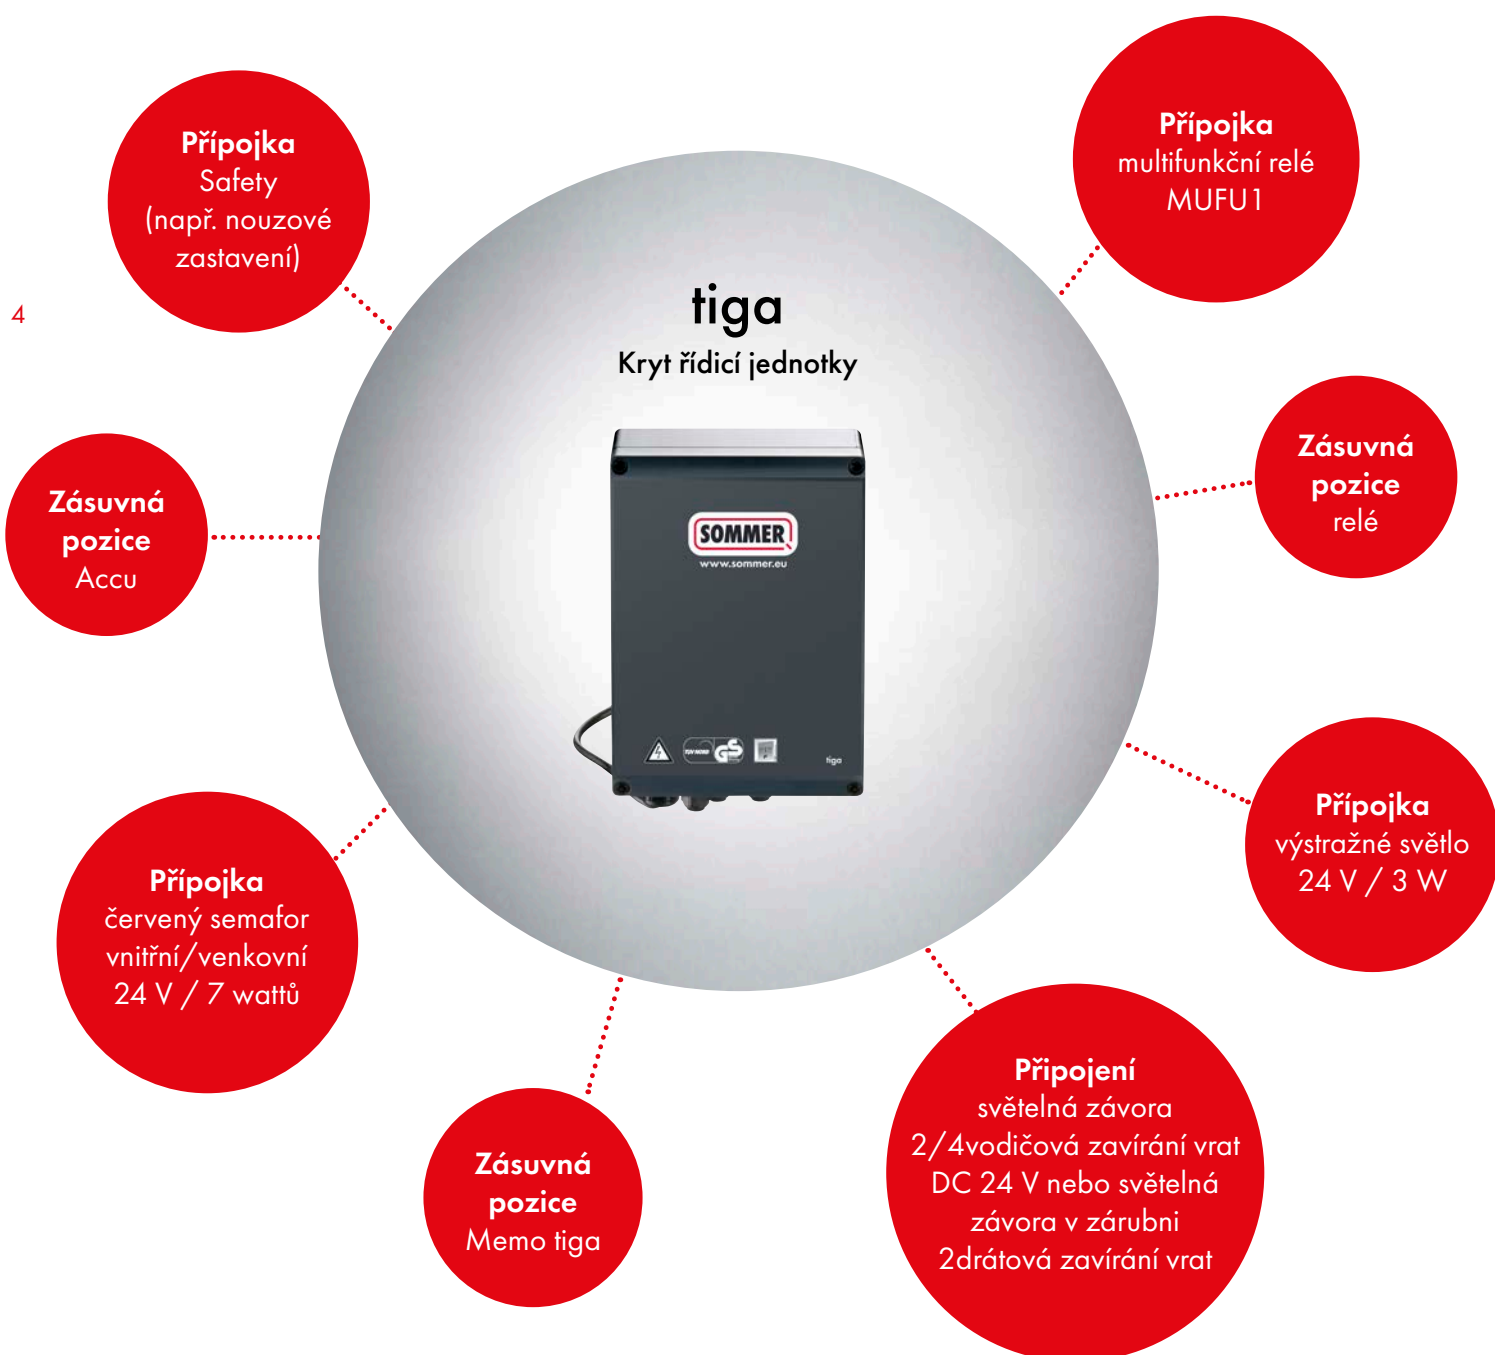 Přípojka
Safety
(např. nouzové
zastavení)
Přípojka
multifunkční relé
MUFU1
4
tiga
Kryt řídicí jednotky
Zásuvná
pozice
Accu
SOMMER
www.sommer.eu
TÜV NORD
GS
tiga
Zásuvná
pozice
relé
Přípojka
červený semafor
vnitřní/venkovní
24 V / 7 wattů
Přípojka
výstražné světlo
24 V / 3 W
Zásuvná
pozice
Memo tiga
Připojení
světelná závora
2/4vodičová zavírání vrat
DC 24 V nebo světelná
závora v zárubni
2drátová zavírání vrat